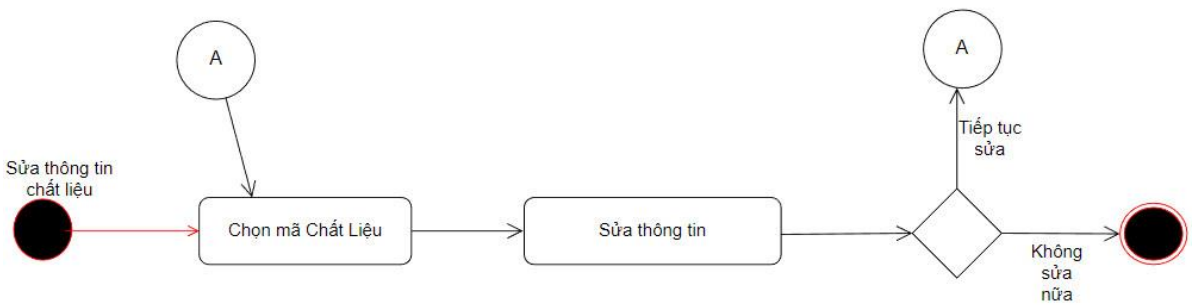 A
A
Tiếp tục
sửa
Sửa thông tin
chất liệu
Chọn mã Chất Liệu
Sửa thông tin
Không
sửa
nữa